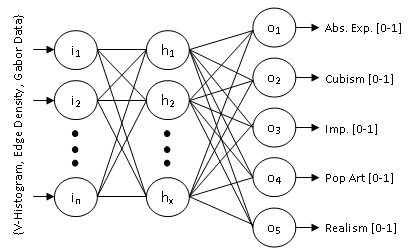 {V-Histogram, Edge Density, Gabor Data}
i1
i2
in
h1
h2
hx
o1
o2
o3
o4
o5
Abs. Exp. [0-1]
Cubism [0-1]
Imp. [0-1]
Pop Art [0-1]
Realism [0-1]